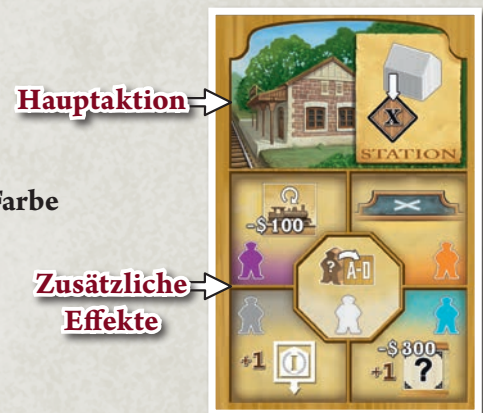 Hauptaktion
X
STATION
Farbe
-$100
? A-D
Zusätzliche
Effekte
+1 I
-$300
+1 ?